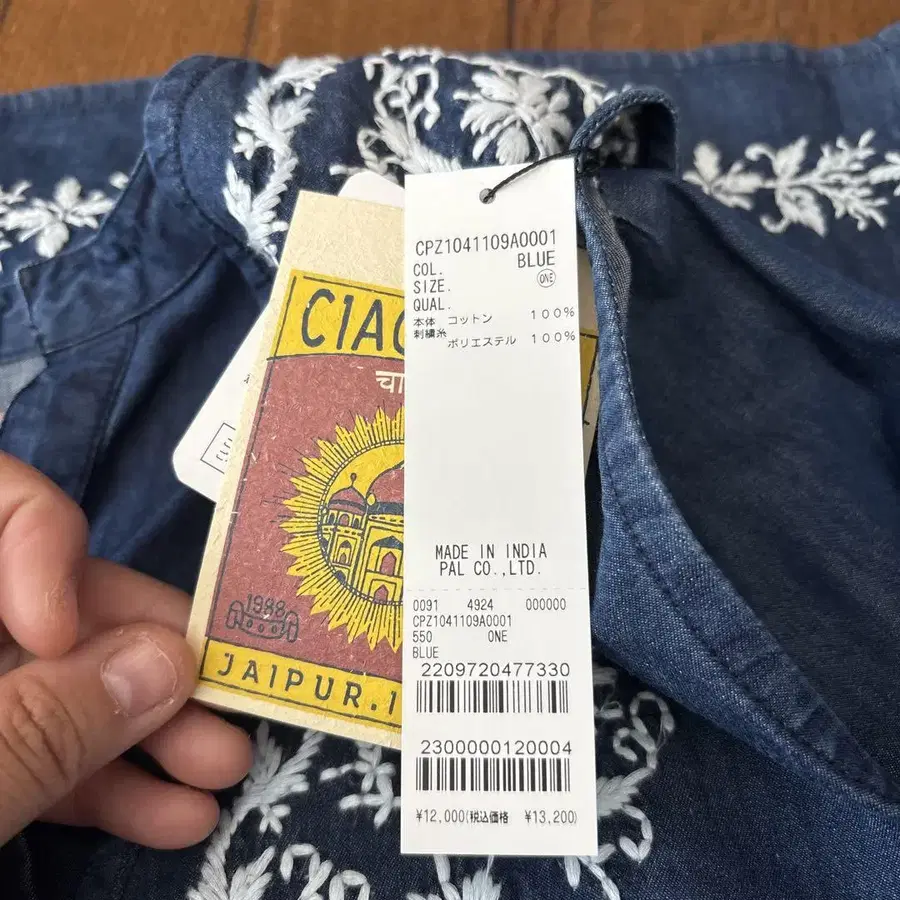 CPZ1041109A0001
COL. BLUE
SIZE. ONE
QUAL.
本体 コットン 100%
刺繍糸
ポリエステル 100%
MADE IN INDIA
PAL CO.,LTD.
0091 4924 000000
CPZ1041109A0001
550 ONE
BLUE
2209720477330
2300000120004
¥12,000(税込価格 ¥13,200)
CIAO
चा
1988
JAIPUR.